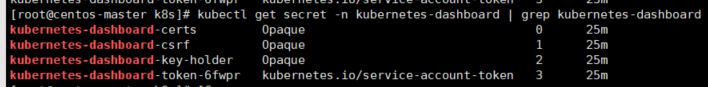 [root@centos-master k8s]# kubectl get secret -n kubernetes-dashboard | grep kubernetes-dashboard
kubernetes-dashboard-certs Opaque 0 25m
kubernetes-dashboard-csrf Opaque 1 25m
kubernetes-dashboard-key-holder Opaque 2 25m
kubernetes-dashboard-token-6fwpr kubernetes.io/service-account-token 3 25m